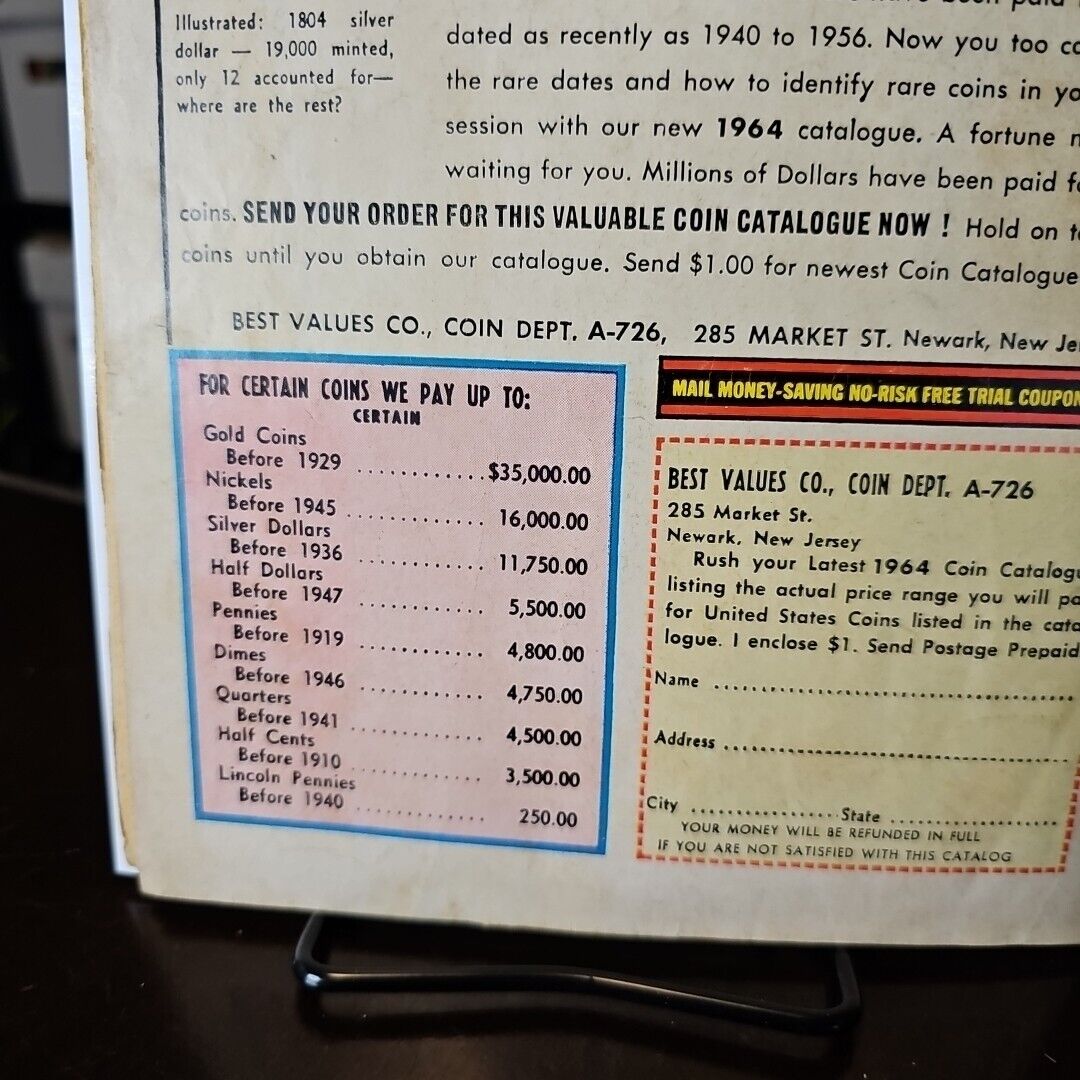 Illustrated: 1804 silver
dollar — 19,000 minted,
only 12 accounted for—
where are the rest?
dated as recently as 1940 to 1956. Now you too
the rare dates and how to identify rare coins in
session with our new 1964 catalogue. A fortune
waiting for you. Millions of Dollars have been paid
coins. SEND YOUR ORDER FOR THIS VALUABLE COIN CATALOGUE NOW ! Hold on
coins until you obtain our catalogue. Send $1.00 for newest Coin Catalogue
BEST VALUES CO., COIN DEPT. A-726, 285 MARKET ST. Newark, New
FOR CERTAIN COINS WE PAY UP TO:
CERTAIN
Gold Coins
Before 1929 ............$35,000.00
Nickels
Before 1945 ............ 16,000.00
Silver Dollars
Before 1936 ............ 11,750.00
Half Dollars
Before 1947 ............ 5,500.00
Pennies
Before 1919 ............ 4,800.00
Dimes
Before 1946 ............ 4,750.00
Quarters
Before 1941 ............ 4,500.00
Half Cents
Before 1910 ............ 3,500.00
Lincoln Pennies
Before 1940 ............ 250.00
MAIL MONEY-SAVING NO-RISK FREE TRIAL COUPON
BEST VALUES CO., COIN DEPT. A-726
285 Market St.
Newark, New Jersey
Rush your Latest 1964 Coin
listing the actual price range you will
for United States Coins listed in the cata
logue. I enclose $1. Send Postage Prepaid
Name ....................................
Address ....................................
City ................ State ....................
YOUR MONEY WILL BE REFUNDED IN FULL
IF YOU ARE NOT SATISFIED WITH THIS CATALOG